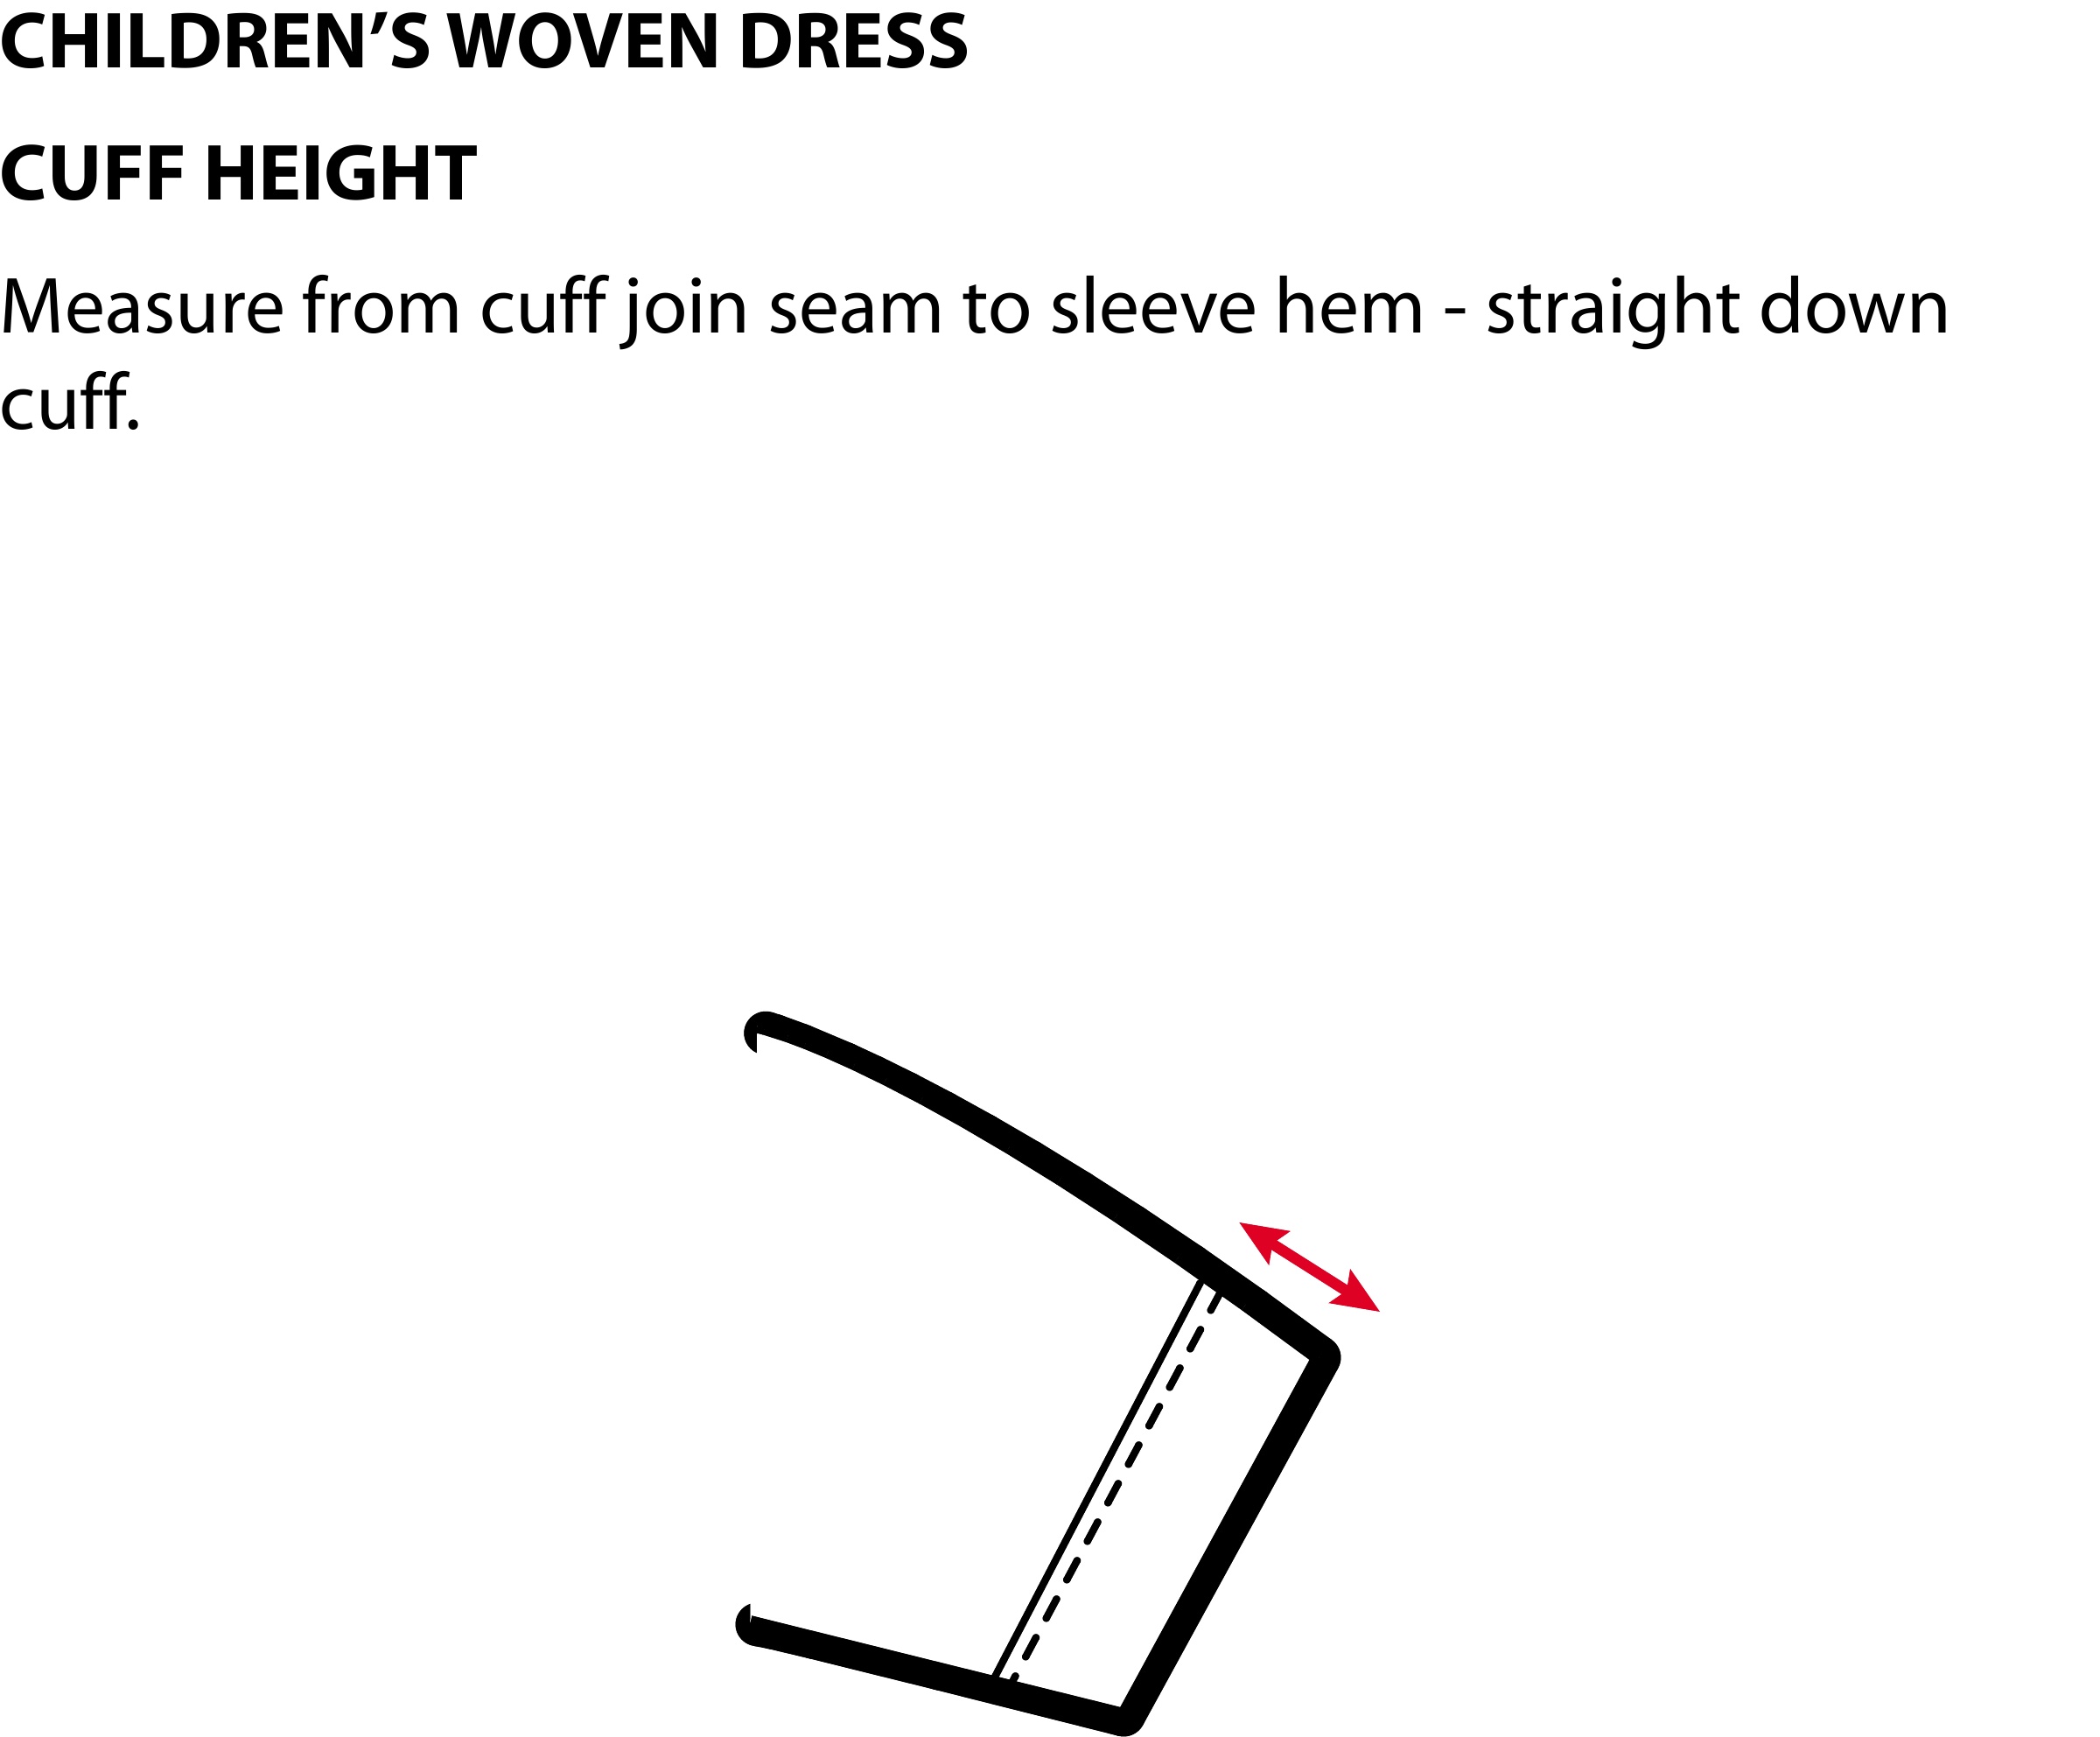 CHILDREN’S WOVEN DRESS
CUFF HEIGHT
Measure from cuff join seam to sleeve hem - straight down
cuff.